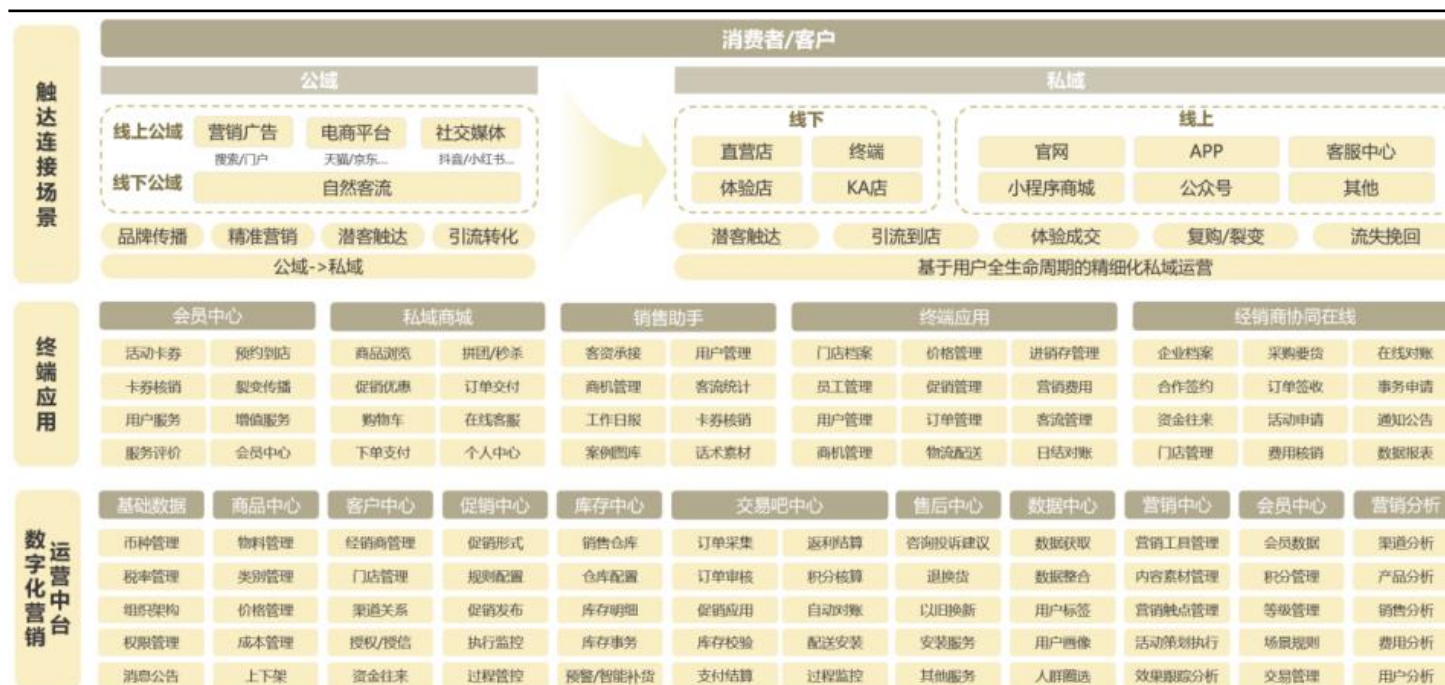 消费者/客户
触达连接场景
公域
私域
线上公域 营销广告 电商平台 社交媒体
搜索/门户 天猫/京东... 抖音/小红书...
线下公域 自然客流
线下
直营店 终端
体验店 KA店
线上
官网 APP 客服中心
小程序商城 公众号 其他
品牌传播 精准营销 潜客触达 引流转化
公域->私域
潜客触达 引流到店 体验成交 复购/裂变 流失挽回
基于用户全生命周期的精细化私域运营
终端应用
会员中心 私域商城 销售助手 终端应用 经销商协同在线
活动卡券 预约到店 商品浏览 拼团/秒杀 客资承接 用户管理 门店档案 价格管理 进销存管理 企业档案 采购要货 在线对账
卡券核销 裂变传播 促销优惠 订单交付 商机管理 客流统计 员工管理 促销管理 营销费用 合作签约 订单签收 事务申请
用户服务 增值服务 购物车 在线客服 工作日报 卡券核销 用户管理 订单管理 客流管理 资金往来 活动申请 通知公告
服务评价 会员中心 下单支付 个人中心 案例图库 话术素材 商机管理 物流配送 日结对账 门店管理 费用核销 数据报表
数字化营销
运营中台
基础数据 商品中心 客户中心 促销中心 库存中心 交易吧中心 售后中心 数据中心 营销中心 会员中心 营销分析
币种管理 物料管理 经销商管理 促销形式 销售仓库 订单采集 返利结算 咨询投诉建议 数据获取 营销工具管理 会员数据 渠道分析
税率管理 类别管理 门店管理 规则配置 仓库配置 订单审核 积分核算 退换货 数据整合 内容素材管理 积分管理 产品分析
组织架构 价格管理 渠道关系 促销发布 库存明细 促销应用 自动对账 以旧换新 用户标签 营销触点管理 等级管理 销售分析
权限管理 成本管理 授权/授信 执行监控 库存事务 库存校验 配送安装 安装服务 用户画像 活动策划执行 场景规则 费用分析
消息公告 上下架 资金往来 过程管控 预警/智能补货 支付结算 过程监控 其他服务 人群圈选 效果跟踪分析 交易管理 用户分析